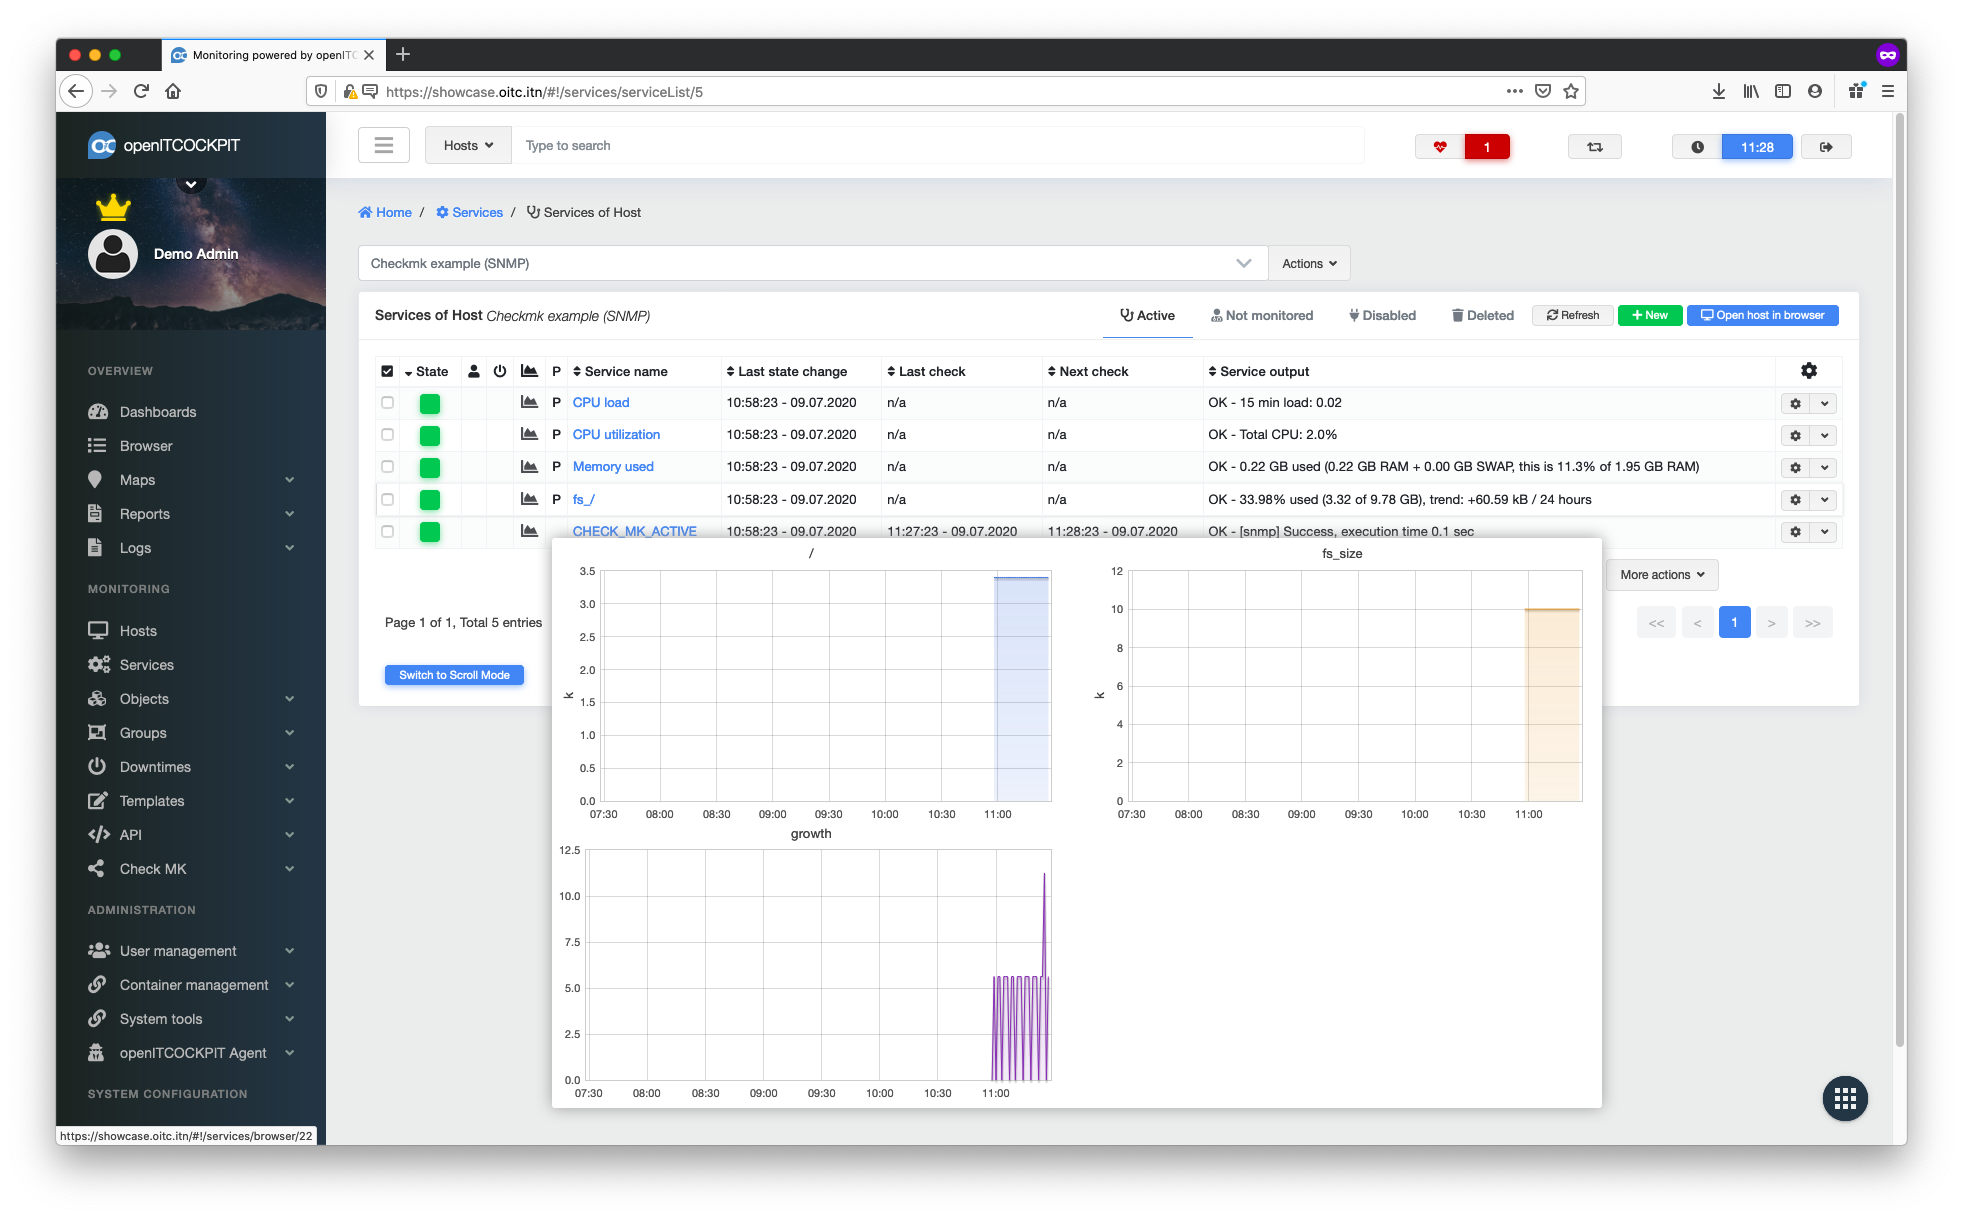 Monitoring powered by openITC
https://showcase.oitc.itn/#!/services/serviceList/5
openITCOCKPIT
Hosts
Type to search
1
11:28
Demo Admin
Home / Services / Services of Host
Checkmk example (SNMP)
Actions
Services of Host Checkmk example (SNMP)
Active
Not monitored
Disabled
Deleted
Refresh
New
Open host in browser
State P Service name Last state change Last check Next check Service output
P CPU load 10:58:23 - 09.07.2020 n/a n/a OK - 15 min load: 0.02
P CPU utilization 10:58:23 - 09.07.2020 n/a n/a OK - Total CPU: 2.0%
P Memory used 10:58:23 - 09.07.2020 n/a n/a OK - 0.22 GB used (0.22 GB RAM + 0.00 GB SWAP, this is 11.3% of 1.95 GB RAM)
P fs_/ 10:58:23 - 09.07.2020 n/a n/a OK - 33.98% used (3.32 of 9.78 GB), trend: +60.59 kB / 24 hours
CHECK_MK_ACTIVE 10:58:23 - 09.07.2020 11:27:23 - 09.07.2020 11:28:23 - 09.07.2020 OK - [snmp] Success, execution time 0.1 sec
More actions
Page 1 of 1, Total 5 entries
<< < 1 > >>
Switch to Scroll Mode
/
3.5
3.0
2.5
2.0
1.5
1.0
0.5
0.0
k
07:30 08:00 08:30 09:00 09:30 10:00 10:30 11:00
fs_size
12
10
8
6
4
2
0
k
07:30 08:00 08:30 09:00 09:30 10:00 10:30 11:00
growth
12.5
10.0
7.5
5.0
2.5
0.0
07:30 08:00 08:30 09:00 09:30 10:00 10:30 11:00
OVERVIEW
Dashboards
Browser
Maps
Reports
Logs
MONITORING
Hosts
Services
Objects
Groups
Downtimes
Templates
API
Check MK
ADMINISTRATION
User management
Container management
System tools
openITCOCKPIT Agent
SYSTEM CONFIGURATION
https://showcase.oitc.itn/#!/services/browser/22